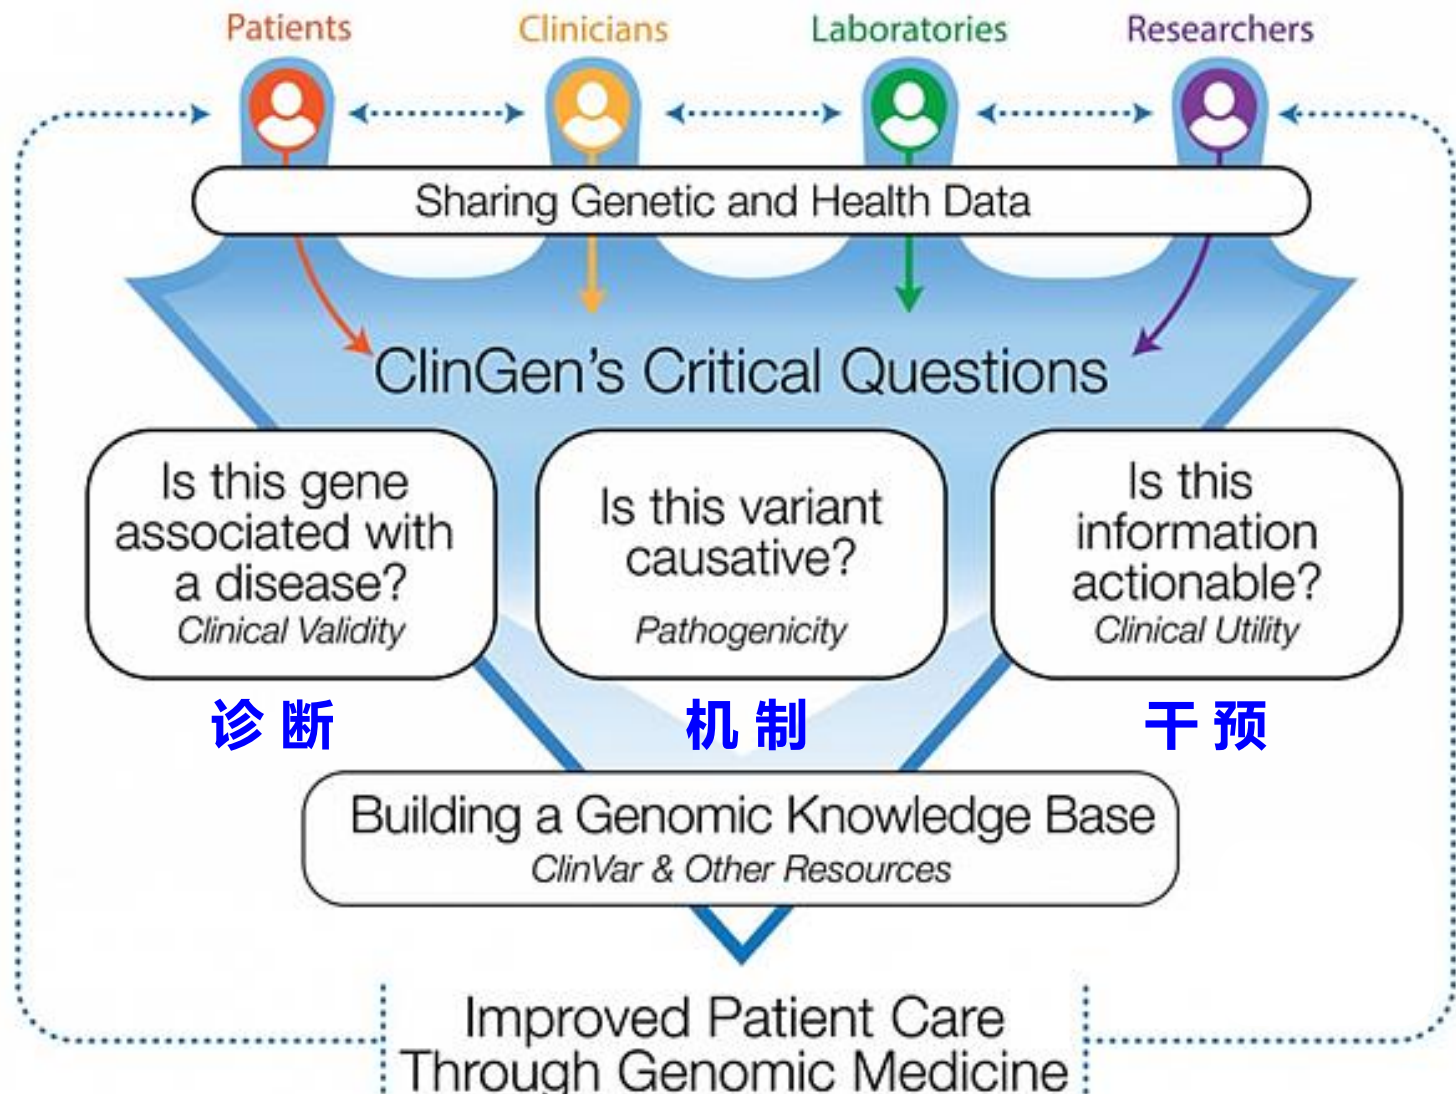 Patients
Clinicians
Laboratories
Researchers
Sharing Genetic and Health Data
ClinGen's Critical Questions
Is this gene
associated with
a disease?
Clinical Validity
Is this variant
causative?
Pathogenicity
Is this
information
actionable?
Clinical Utility
诊断
机制
干预
Building a Genomic Knowledge Base
ClinVar & Other Resources
Improved Patient Care
Through Genomic Medicine